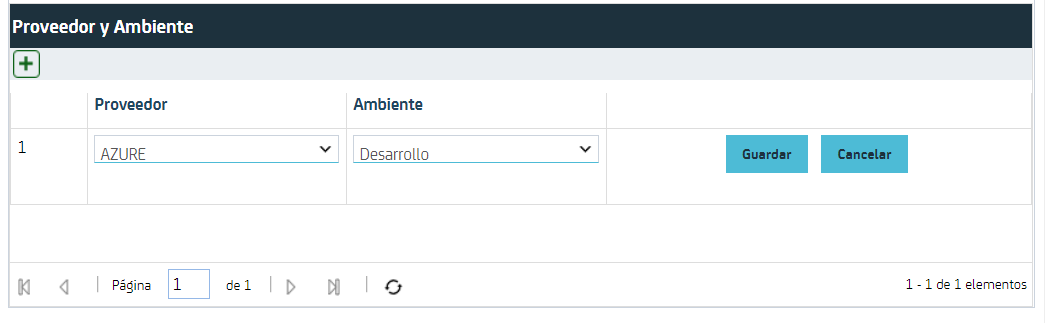 Proveedor y Ambiente
Proveedor Ambiente
1 AZURE Desarrollo Guardar Cancelar
Página 1 de 1 1 - 1 de 1 elementos